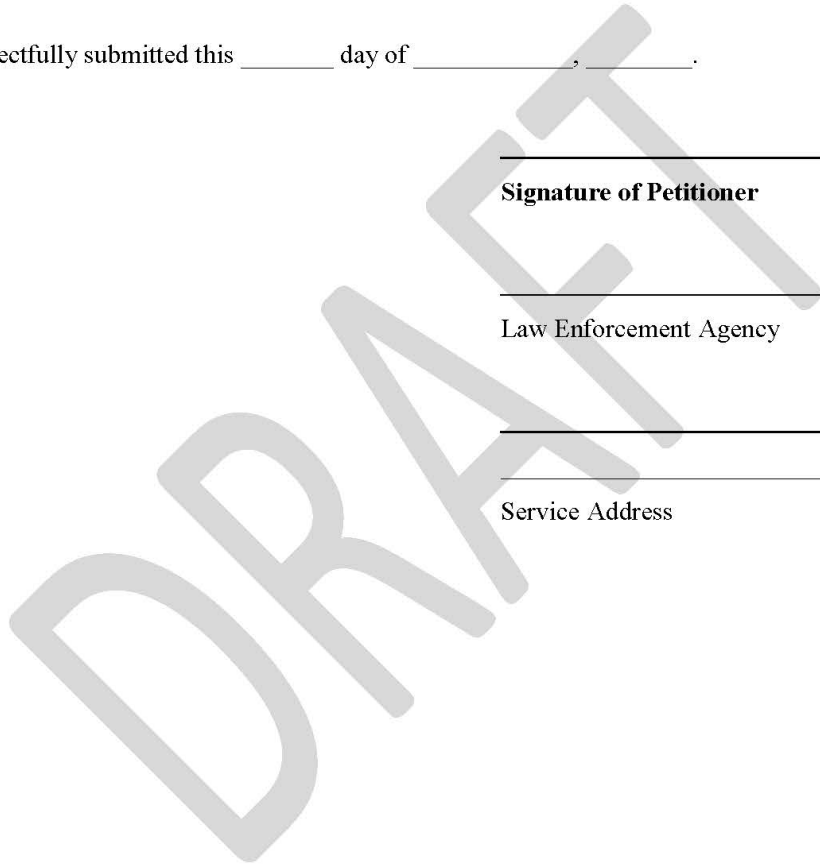 ectfully submitted this _______ day of ____________, ________.
Signature of Petitioner
Law Enforcement Agency
Service Address
DRAFT